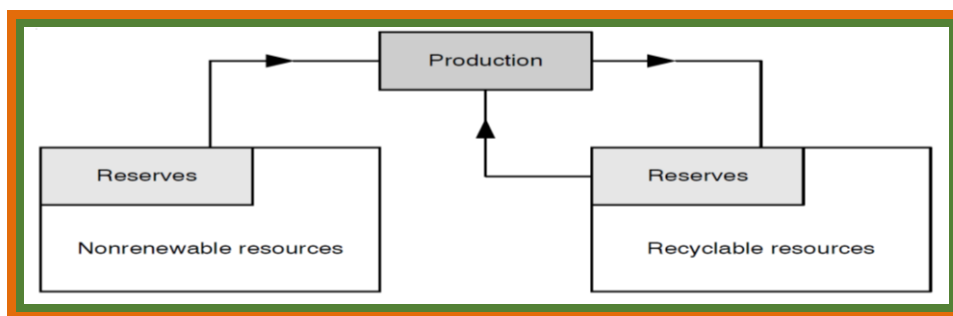 Production
Reserves
Nonrenewable resources
Reserves
Recyclable resources